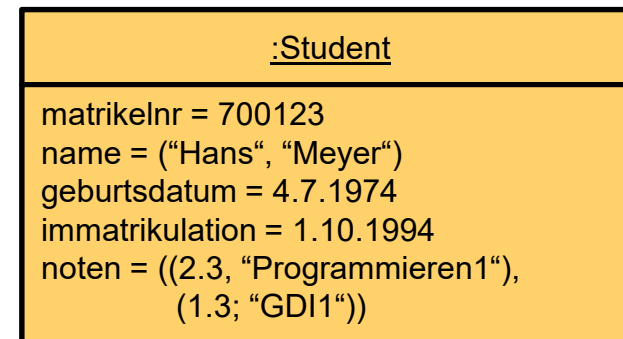 :Student
matrikelnr = 700123
name = (“Hans“, “Meyer“)
geburtsdatum = 4.7.1974
immatrikulation = 1.10.1994
noten = ((2.3, “Programmieren1“),
(1.3; “GDI1“))